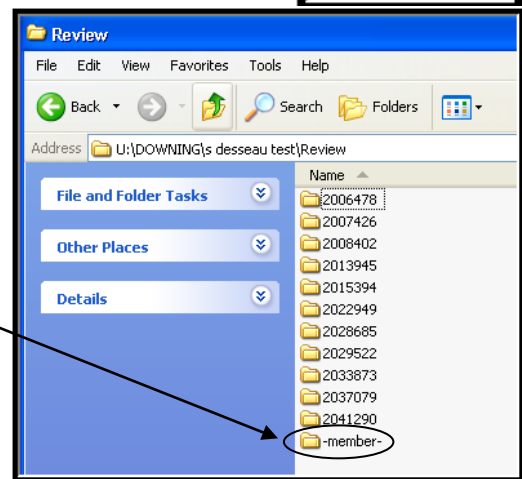 Review
File Edit View Favorites Tools Help
Back Search Folders
Address U:\DOWNING\s desseau test\Review
Name
File and Folder Tasks
Other Places
Details
2006478
2007426
2008402
2013945
2015394
2022949
2028685
2029522
2033873
2037079
2041290
-member-